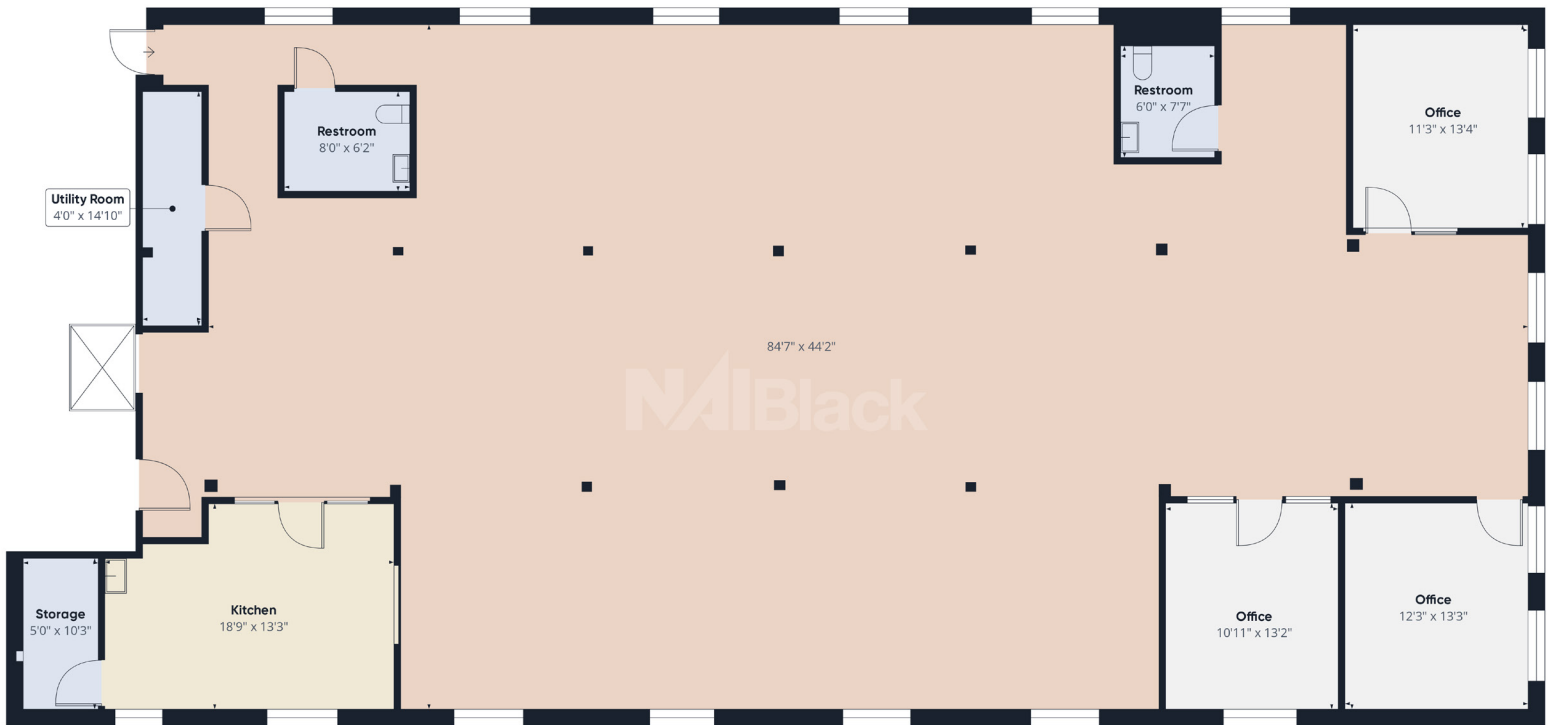 Restroom
6'0" x 7'7"
Office
11'3" x 13'4"
Restroom
8'0" x 6'2"
Utility Room
4'0" x 14'10"
84'7" x 44'2"
NAIBlack
Storage
5'0" x 10'3"
Kitchen
18'9" x 13'3"
Office
10'11" x 13'2"
Office
12'3" x 13'3"